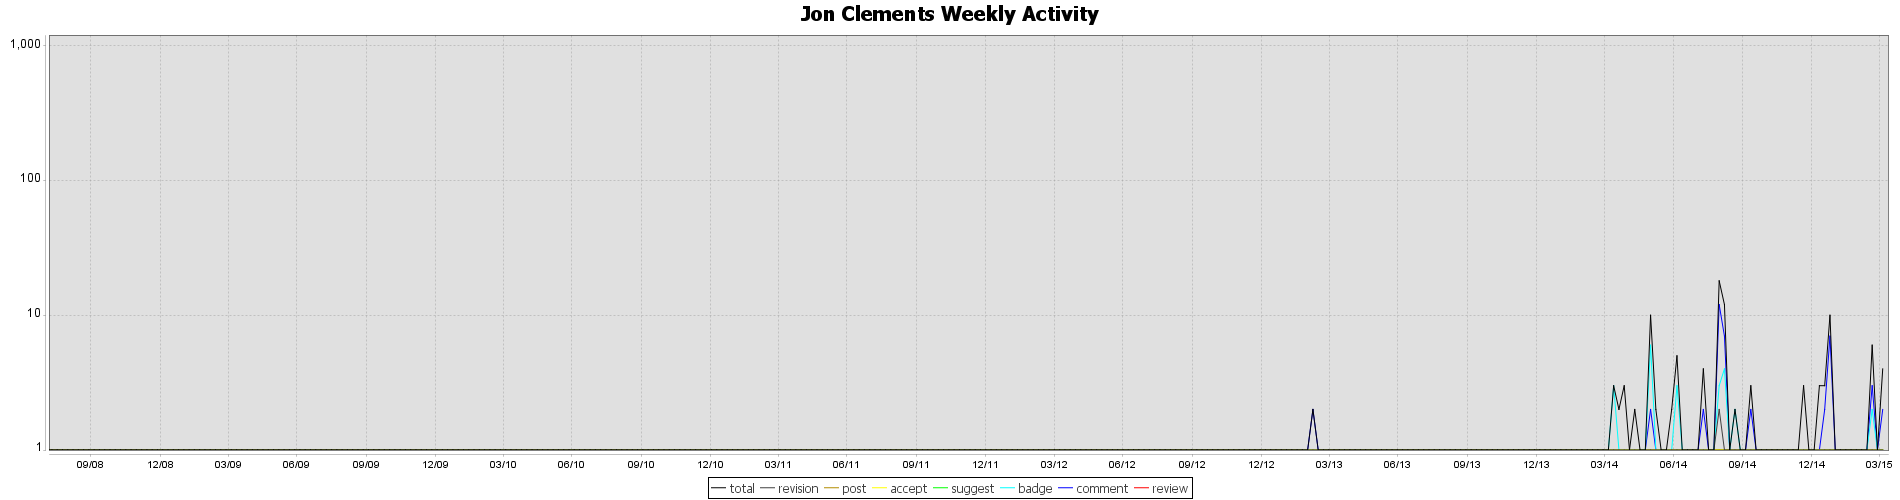 Jon Clements Weekly Activity
1,000
100
10
1
09/08 12/08 03/09 06/09 09/09 12/09 03/10 06/10 09/10 12/10 03/11 06/11 09/11 12/11 03/12 06/12 09/12 12/12 03/13 06/13 09/13 12/13 03/14 06/14 09/14 12/14 03/15
total revision post accept suggest badge comment review